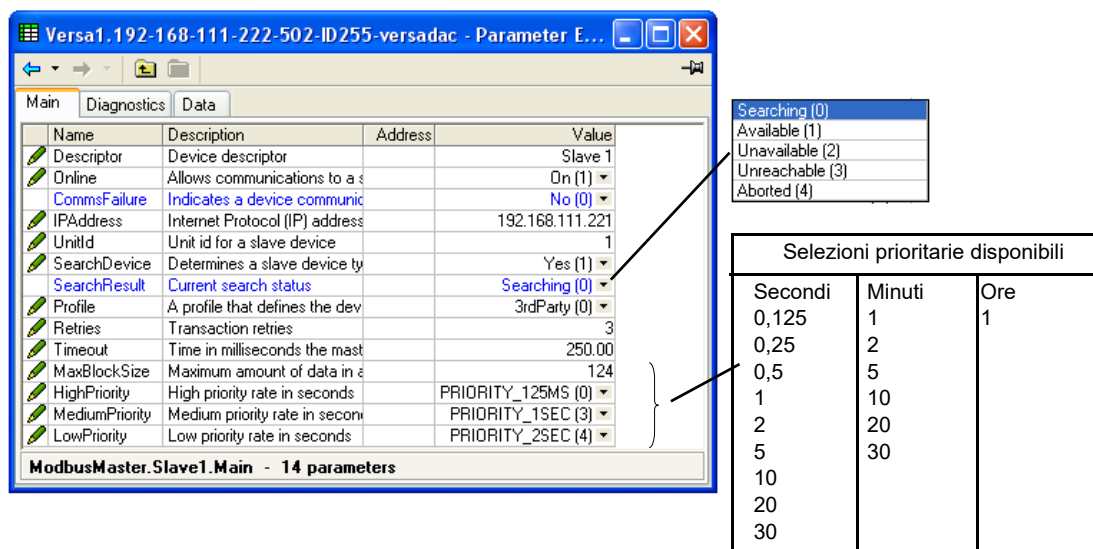 Versa1.192-168-111-222-502-ID255-versadac - Parameter E...
Main Diagnostics Data
Name Description Address Value
Descriptor Device descriptor Slave 1
Online Allows communications to a s On (1)
CommsFailure Indicates a device communic No (0)
IPAddress Internet Protocol (IP) address 192.168.111.221
UnitId Unit id for a slave device 1
SearchDevice Determines a slave device ty Yes (1)
SearchResult Current search status Searching (0)
Profile A profile that defines the dev 3rdParty (0)
Retries Transaction retries 3
Timeout Time in milliseconds the mast 250.00
MaxBlockSize Maximum amount of data in a 124
HighPriority High priority rate in seconds PRIORITY_125MS (0)
MediumPriority Medium priority rate in secon PRIORITY_1SEC (3)
LowPriority Low priority rate in seconds PRIORITY_2SEC (4)
ModbusMaster.Slave1.Main - 14 parameters
Searching (0)
Available (1)
Unavailable (2)
Unreachable (3)
Aborted (4)
Selezioni prioritarie disponibili
Secondi Minuti Ore
0,125 1 1
0,25 2
0,5 5
1 10
2 20
5 30
10
20
30